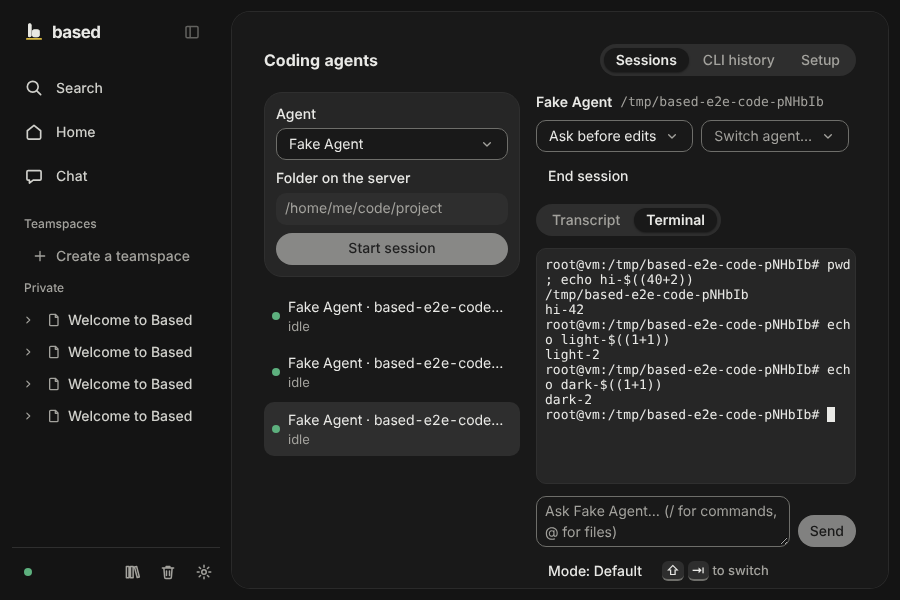 based
Search
Home
Chat
Teamspaces
Create a teamspace
Private
Welcome to Based
Welcome to Based
Welcome to Based
Welcome to Based
Coding agents
Sessions
CLI history
Setup
Agent
Fake Agent
Folder on the server
/home/me/code/project
Start session
Fake Agent · based-e2e-code...
idle
Fake Agent · based-e2e-code...
idle
Fake Agent · based-e2e-code...
idle
Fake Agent /tmp/based-e2e-code-pNHbIb
Ask before edits
Switch agent...
End session
Transcript
Terminal
root@vm:/tmp/based-e2e-code-pNHbIb# pwd
; echo hi-$((40+2))
/tmp/based-e2e-code-pNHbIb
hi-42
root@vm:/tmp/based-e2e-code-pNHbIb# ech
o light-$((1+1))
light-2
root@vm:/tmp/based-e2e-code-pNHbIb# ech
o dark-$((1+1))
dark-2
root@vm:/tmp/based-e2e-code-pNHbIb#
Ask Fake Agent... (/ for commands,
@ for files)
Send
Mode: Default
to switch